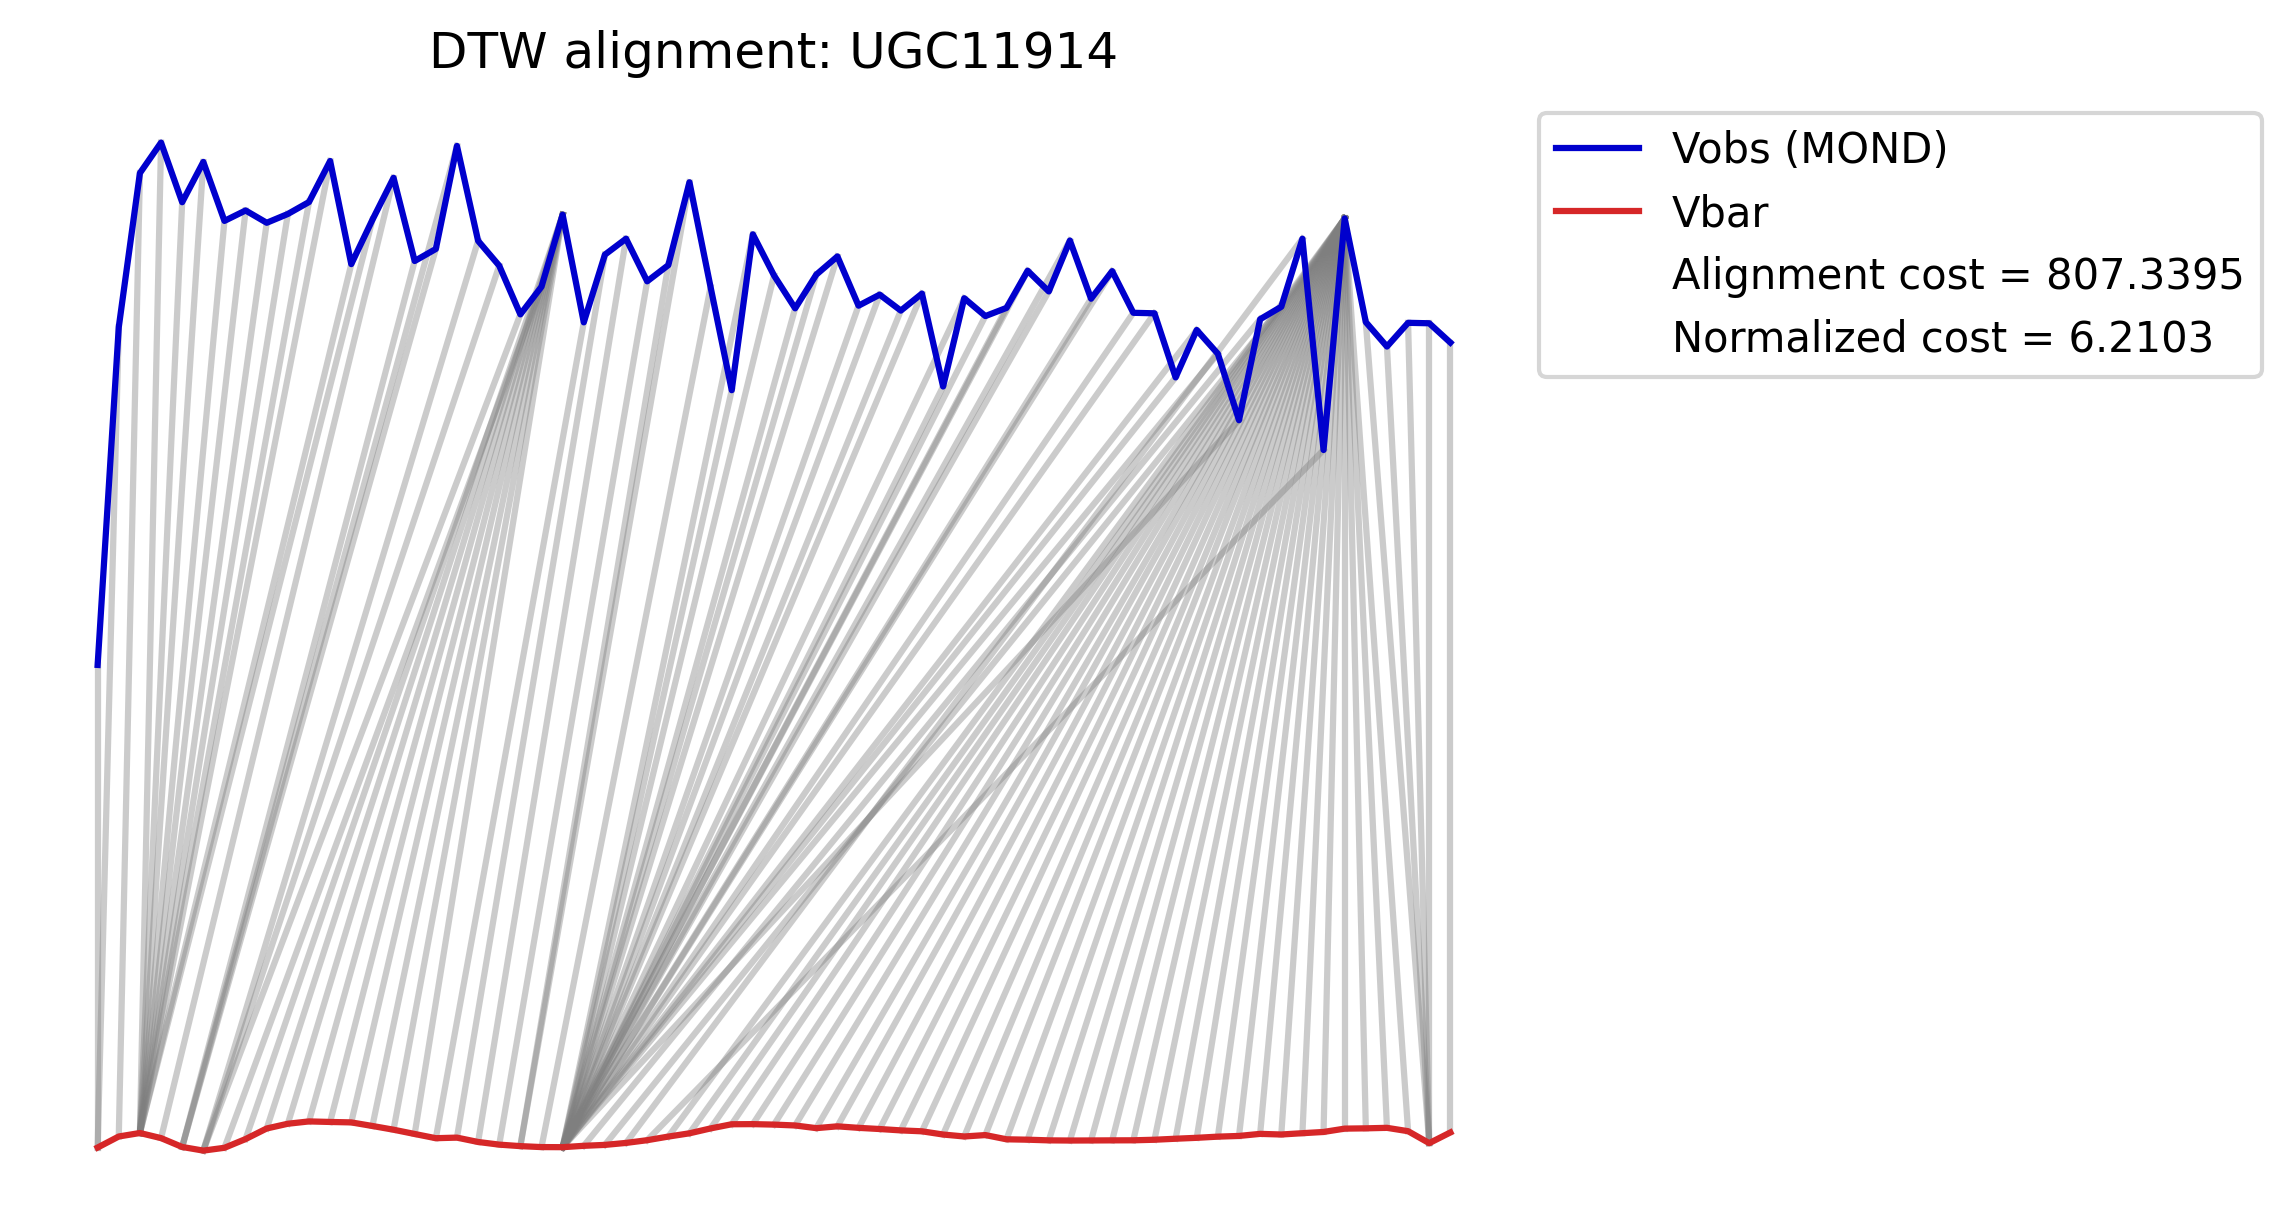 DTW alignment: UGC11914
Vobs (MOND)
Vbar
Alignment cost = 807.3395
Normalized cost = 6.2103